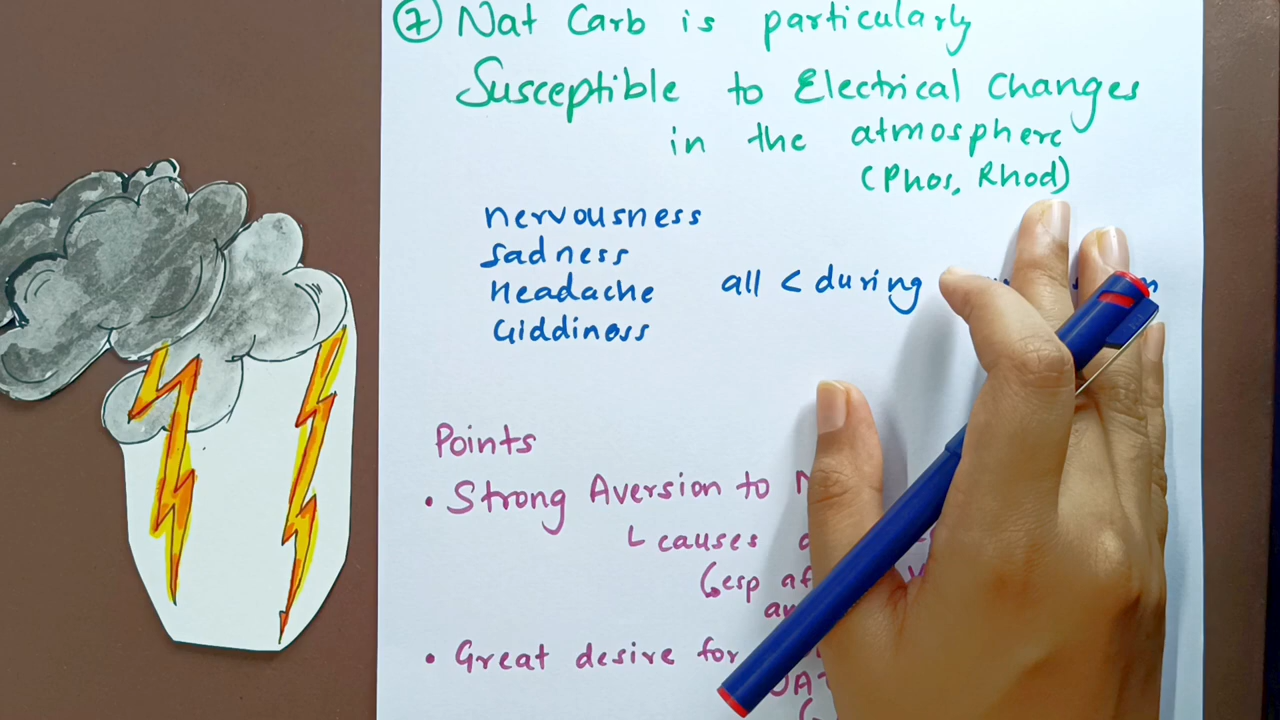 ⑦ Nat Carb is particularly
Susceptible to Electrical Changes
in the atmosphere
(Phos, Rhod)
nervousness
sadness
Headache all < during
Giddiness
Points
• Strong Aversion to
causes
(esp
• Great desire for